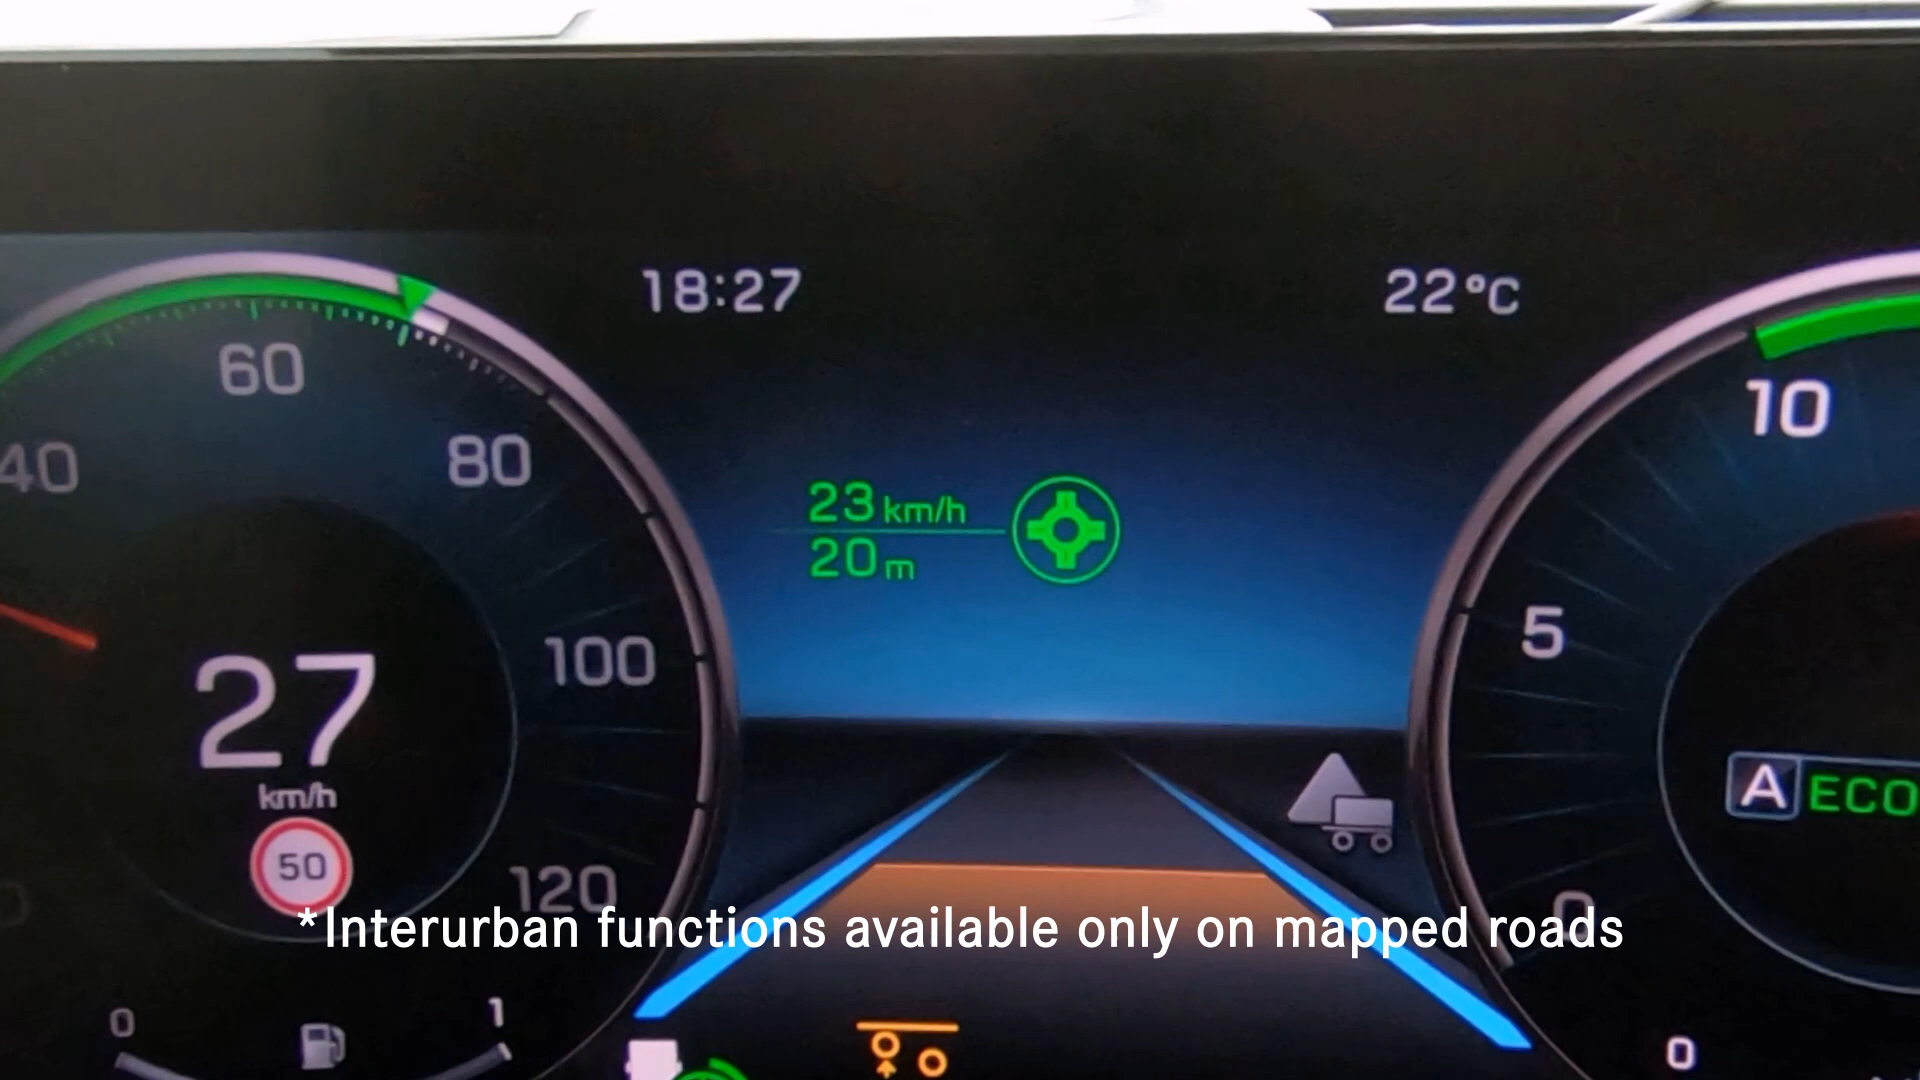 18:27
22°C
60
40
80
10
23 km/h
20 m
5
27
100
km/h
50
A ECO
120
0
*Interurban functions available only on mapped roads
0
1
0